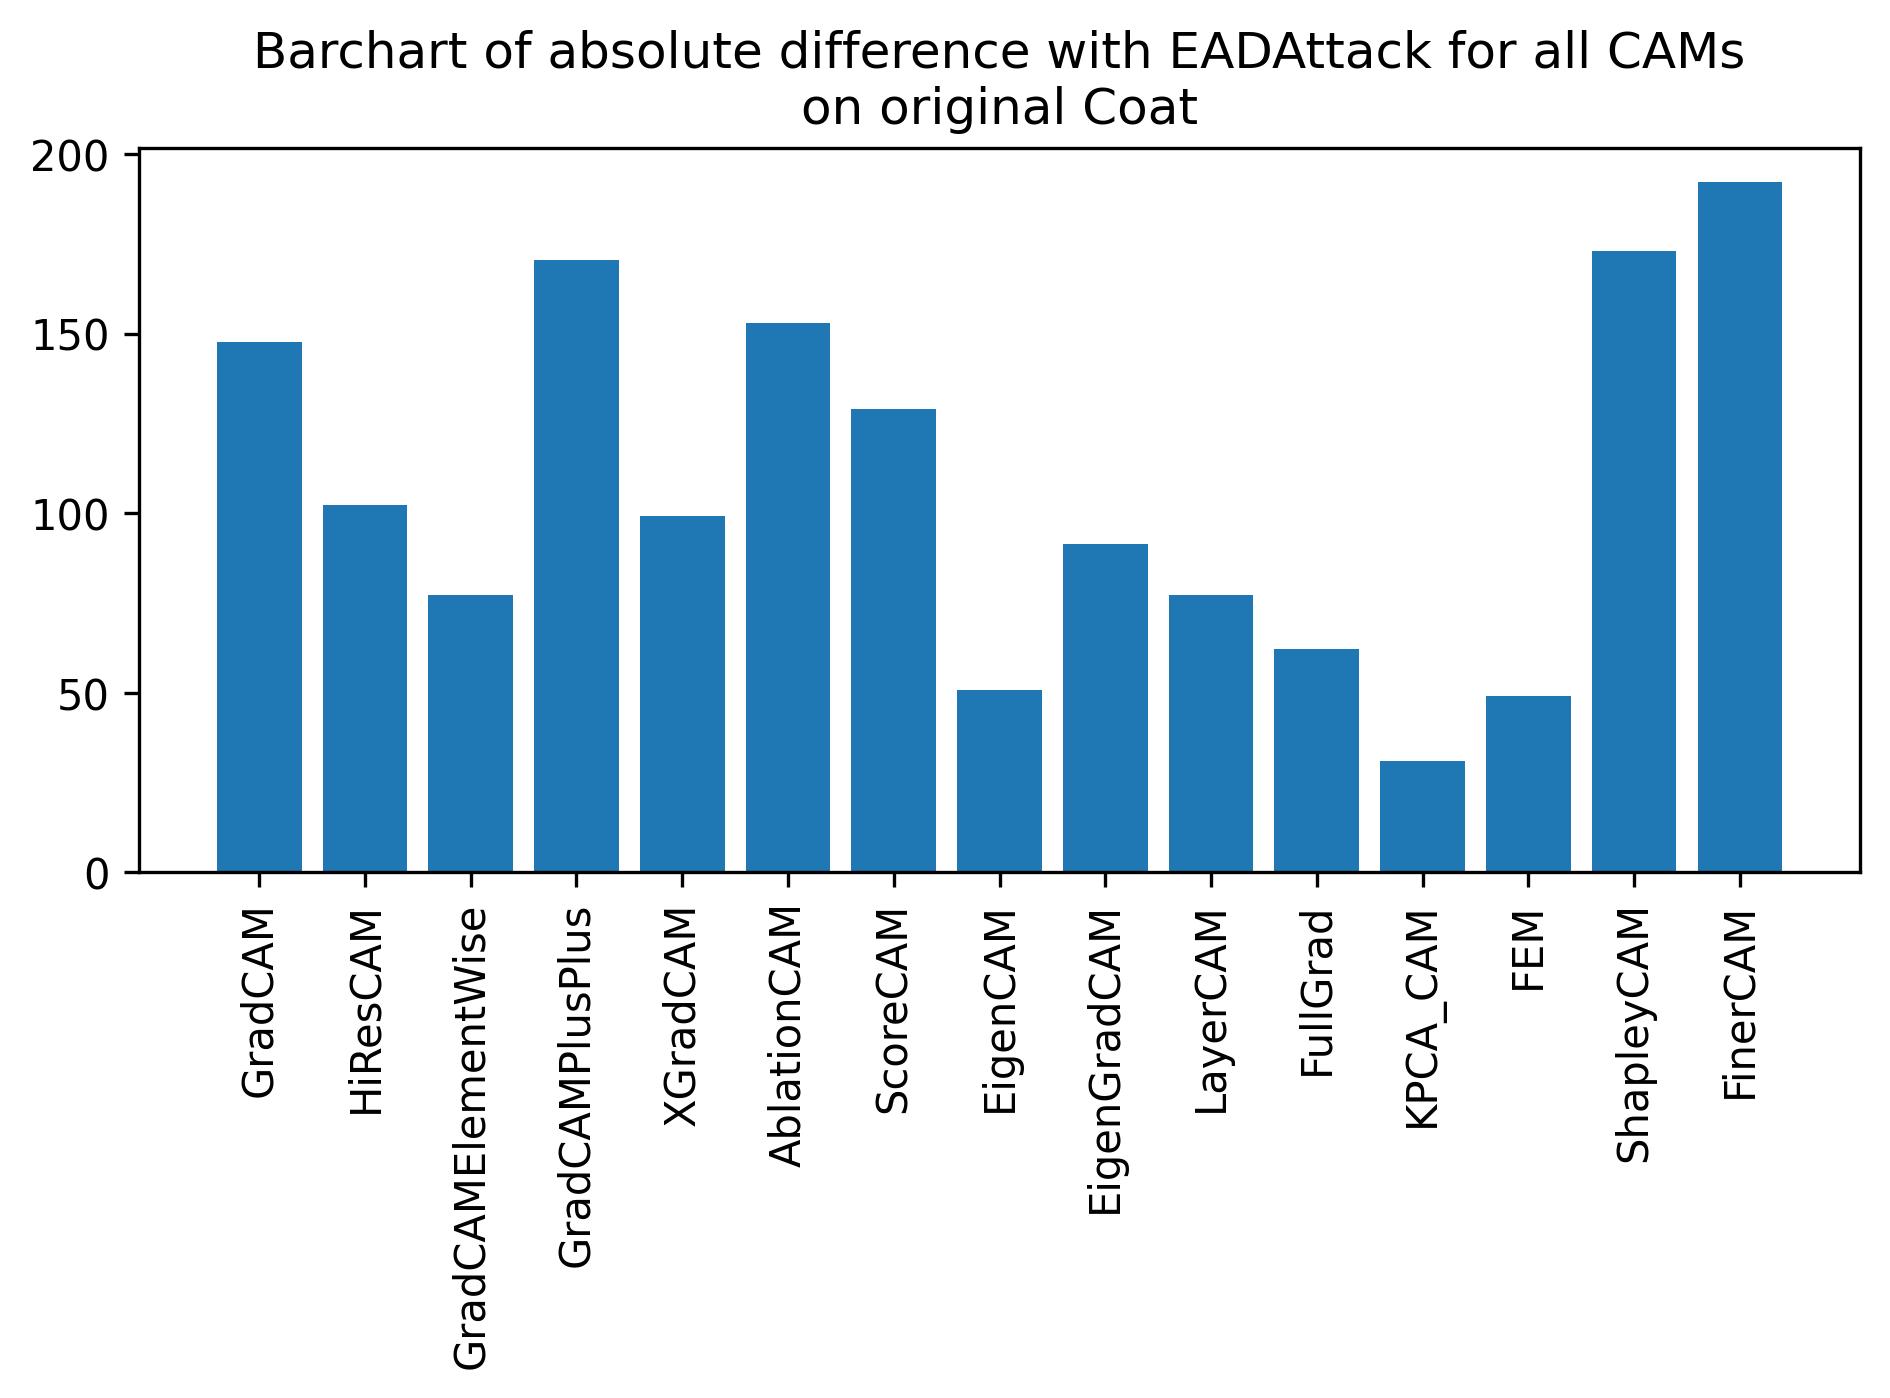 Barchart of absolute difference with EADAttack for all CAMs
on original Coat
200
150
100
50
0
GradCAM
HiResCAM
GradCAMElementWise
GradCAMPlusPlus
XGradCAM
AblationCAM
ScoreCAM
EigenCAM
EigenGradCAM
LayerCAM
FullGrad
KPCA_CAM
FEM
ShapleyCAM
FinerCAM